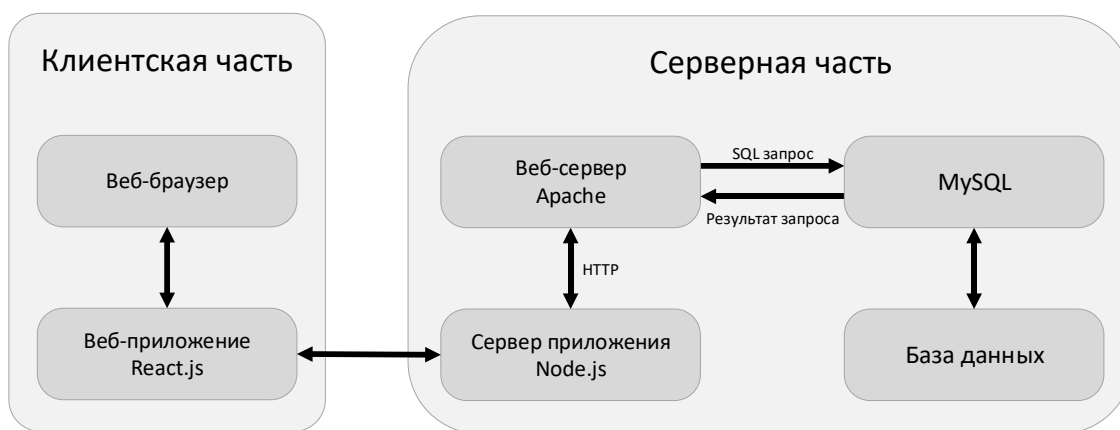 Клиентская часть
Веб-браузер
Веб-приложение
React.js
Серверная часть
Веб-сервер
Apache
SQL запрос
Результат запроса
MySQL
HTTP
Сервер приложения
Node.js
База данных